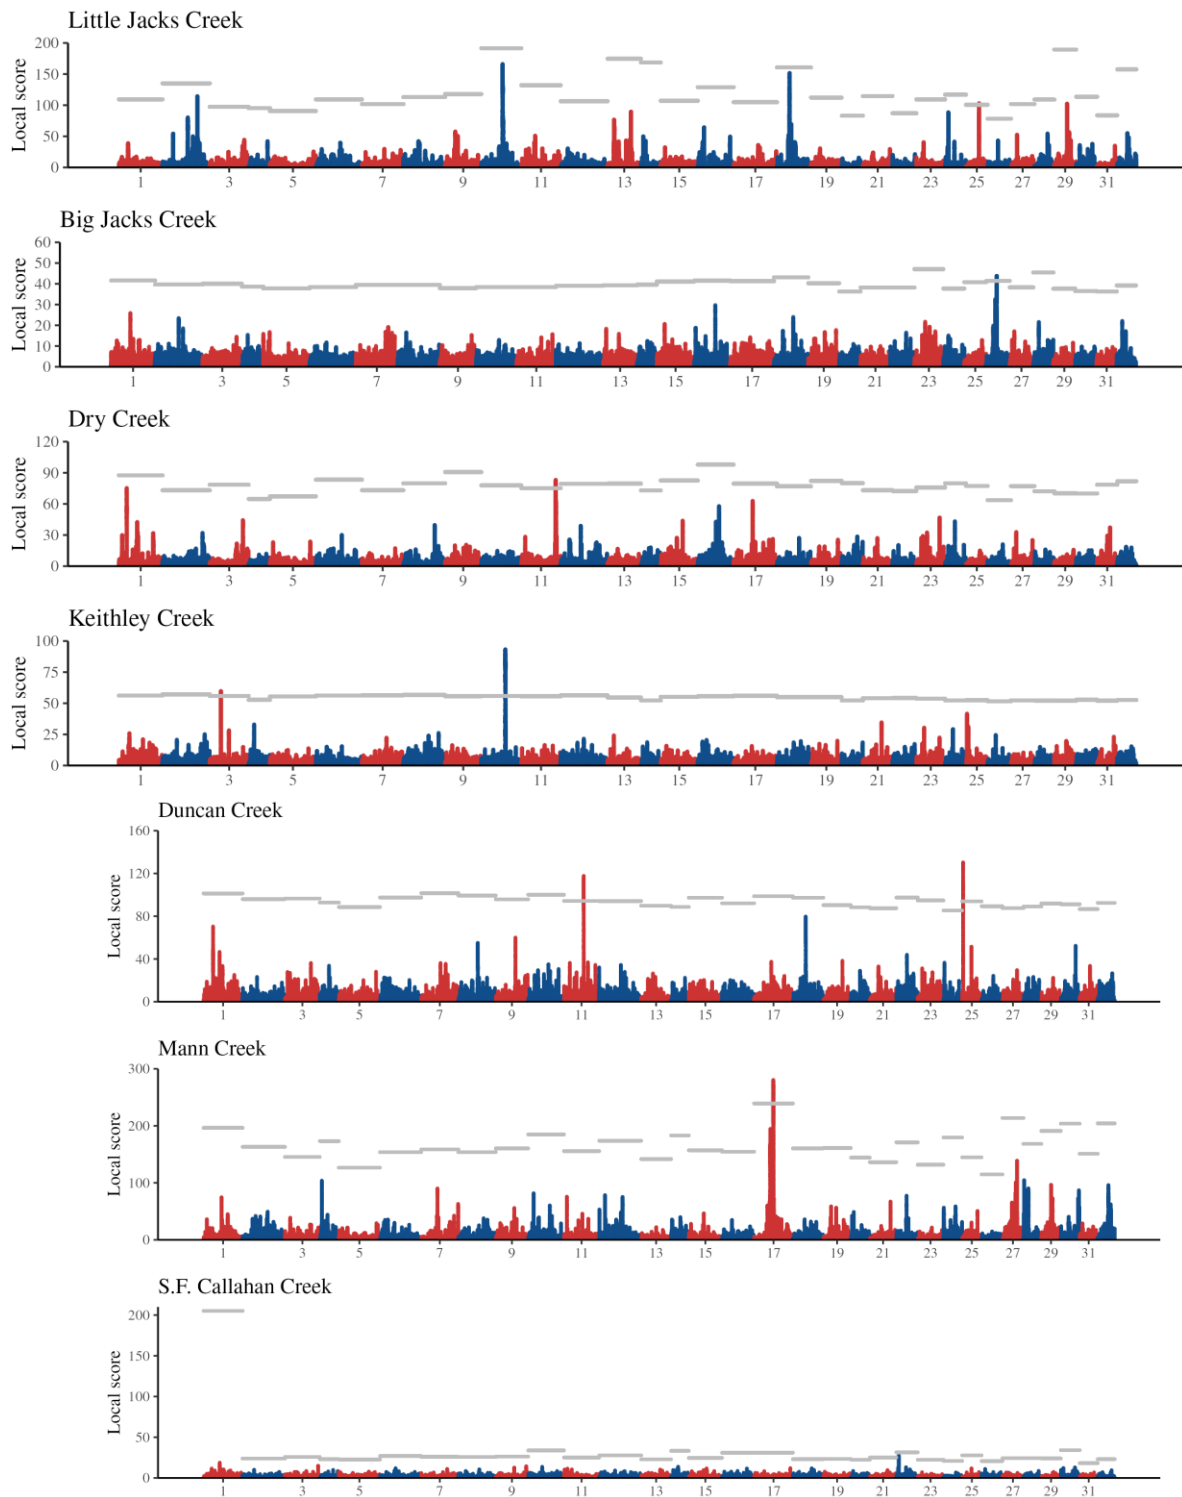 Little Jacks Creek
Local score
200
150
100
50
0
1 3 5 7 9 11 13 15 17 19 21 23 25 27 29 31
Big Jacks Creek
Local score
60
50
40
30
20
10
0
1 3 5 7 9 11 13 15 17 19 21 23 25 27 29 31
Dry Creek
Local score
120
90
60
30
0
1 3 5 7 9 11 13 15 17 19 21 23 25 27 29 31
Keithley Creek
Local score
100
75
50
25
0
1 3 5 7 9 11 13 15 17 19 21 23 25 27 29 31
Duncan Creek
Local score
160
120
80
40
0
1 3 5 7 9 11 13 15 17 19 21 23 25 27 29 31
Mann Creek
Local score
300
200
100
0
1 3 5 7 9 11 13 15 17 19 21 23 25 27 29 31
S.F. Callahan Creek
Local score
200
150
100
50
0
1 3 5 7 9 11 13 15 17 19 21 23 25 27 29 31